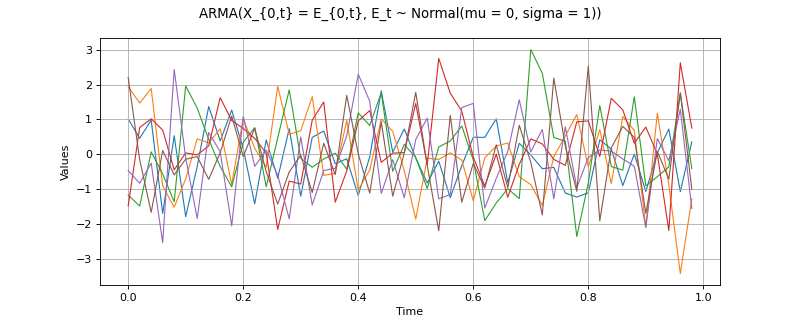 ARMA(X_{0,t} = E_{0,t}, E_t ~ Normal(mu = 0, sigma = 1))
3
2
1
0
−1
−2
−3
Values
0.0 0.2 0.4 0.6 0.8 1.0
Time